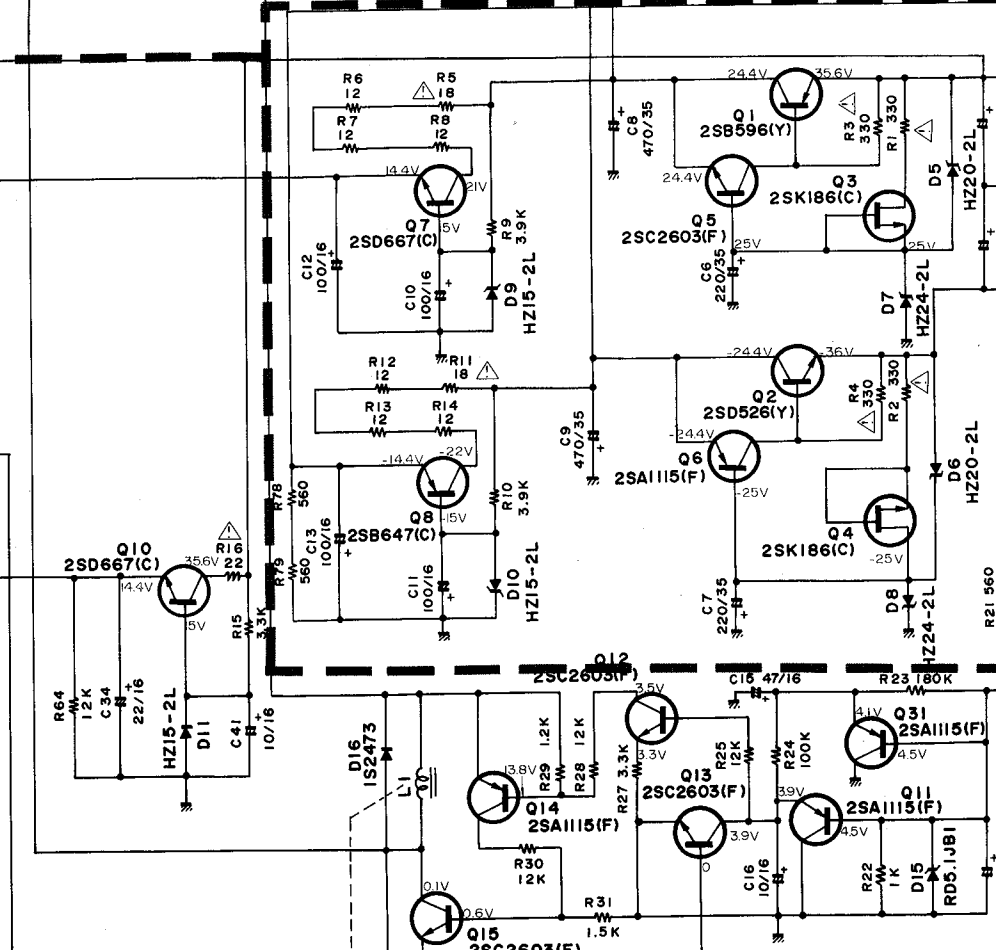 R6
12
R5
18
R7
12
R8
12
14.4V
21V
Q7
2SD667(C)
15V
R9
3.9K
C12
100/16
C10
100/16
D9
HZ15-2L
C8
470/35
24.4V
35.6V
Q1
2SB596(Y)
R3
330
R1 330
24.4V
Q5
2SC2603(F)
25V
Q3
2SK186(C)
25V
D5
HZ20-2L
C6
220/35
D7
HZ24-2L
R12
12
R11
18
R13
12
R14
12
-14.4V
-22V
Q8
2SB647(C)
-15V
R10
3.9K
R78
560
R79
560
C13
100/16
C11
100/16
D10
HZ15-2L
C9
470/35
-24.4V
-36V
Q2
2SD526(Y)
R4
330
R2 330
-24.4V
Q6
2SA1115(F)
-25V
Q4
2SK186(C)
-25V
D6
HZ20-2L
C7
220/35
D8
HZ24-2L
R21 560
Q10
2SD667(C)
35.6V
14.4V
R16
22
15V
R15
3.3K
R64
12K
C34
22/16
HZ15-2L
D11
C41
10/16
D16
1S2473
L1
Q12
2SC2603(F)
3.5V
3.3V
R29 1.2K
R28 12K
R27 3.3K
13.8V
Q14
2SA1115(F)
R30
12K
0.1V
0.6V
Q15
2SC2603(F)
R31
1.5K
C15 47/16
R25
12K
R24
100K
Q13
2SC2603(F)
3.9V
0
C16
10/16
R23 180K
4.1V
Q31
2SA1115(F)
4.5V
3.9V
Q11
2SA1115(F)
4.5V
R22
1K
D15
RD5.1JB1